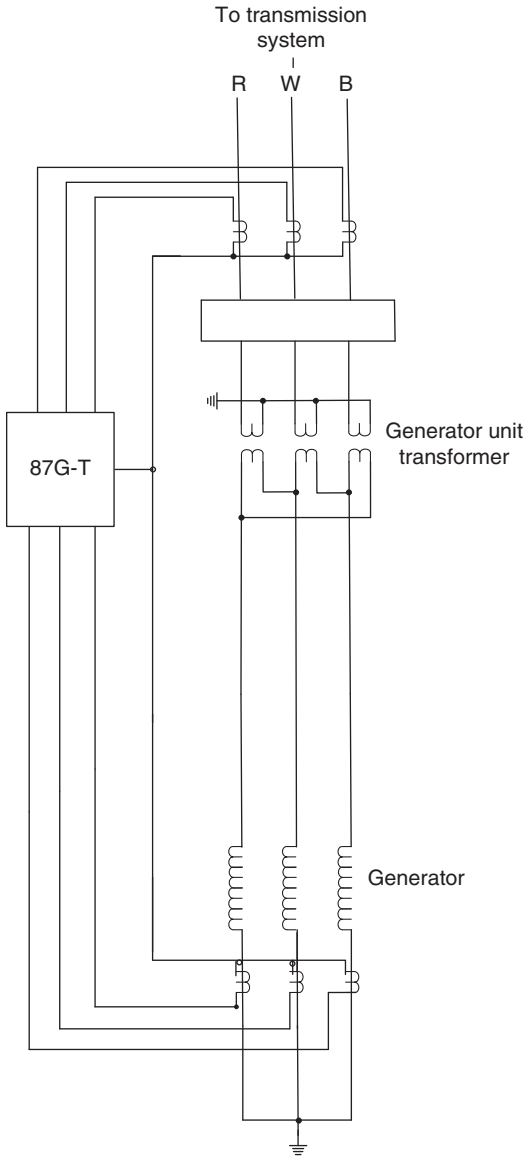 To transmission
system
R W B
Generator unit
transformer
87G-T
Generator